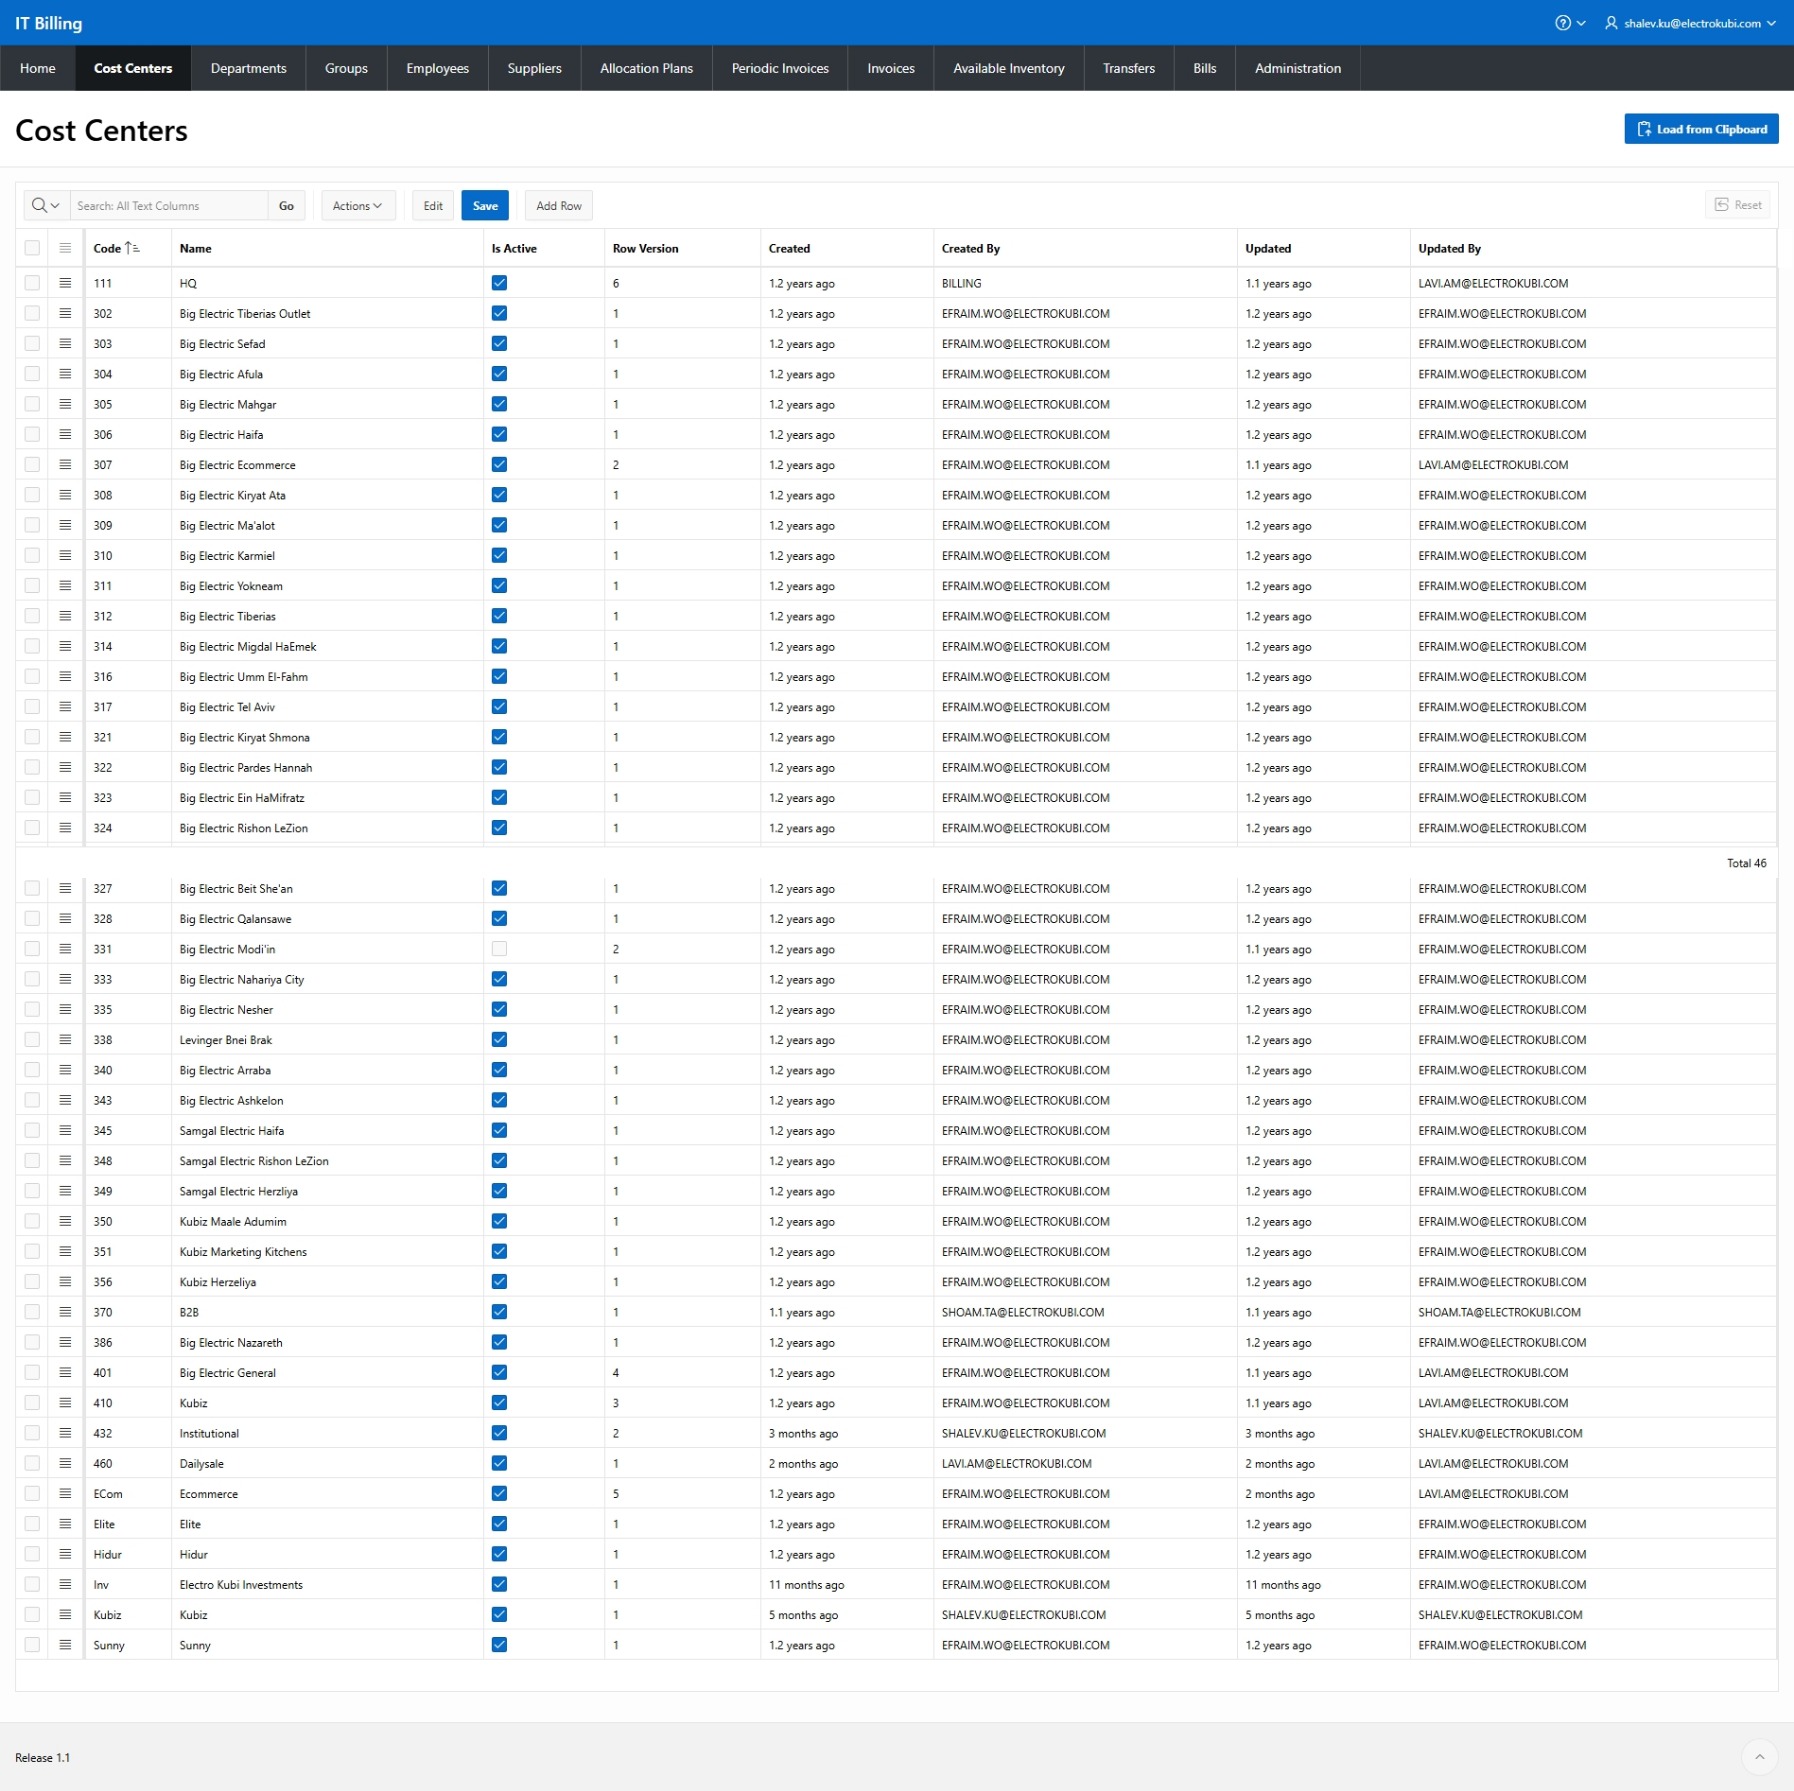 IT Billing
shalev.ku@electrokubi.com
Home Cost Centers Departments Groups Employees Suppliers Allocation Plans Periodic Invoices Invoices Available Inventory Transfers Bills Administration
Cost Centers
Load from Clipboard
Search: All Text Columns Go Actions Edit Save Add Row Reset
Code Name Is Active Row Version Created Created By Updated Updated By
111 HQ 6 1.2 years ago BILLING 1.1 years ago LAVI.AM@ELECTROKUBI.COM
302 Big Electric Tiberias Outlet 1 1.2 years ago EFRAIM.WO@ELECTROKUBI.COM 1.2 years ago EFRAIM.WO@ELECTROKUBI.COM
303 Big Electric Sefad 1 1.2 years ago EFRAIM.WO@ELECTROKUBI.COM 1.2 years ago EFRAIM.WO@ELECTROKUBI.COM
304 Big Electric Afula 1 1.2 years ago EFRAIM.WO@ELECTROKUBI.COM 1.2 years ago EFRAIM.WO@ELECTROKUBI.COM
305 Big Electric Mahgar 1 1.2 years ago EFRAIM.WO@ELECTROKUBI.COM 1.2 years ago EFRAIM.WO@ELECTROKUBI.COM
306 Big Electric Haifa 1 1.2 years ago EFRAIM.WO@ELECTROKUBI.COM 1.2 years ago EFRAIM.WO@ELECTROKUBI.COM
307 Big Electric Ecommerce 2 1.2 years ago EFRAIM.WO@ELECTROKUBI.COM 1.1 years ago LAVI.AM@ELECTROKUBI.COM
308 Big Electric Kiryat Ata 1 1.2 years ago EFRAIM.WO@ELECTROKUBI.COM 1.2 years ago EFRAIM.WO@ELECTROKUBI.COM
309 Big Electric Ma'alot 1 1.2 years ago EFRAIM.WO@ELECTROKUBI.COM 1.2 years ago EFRAIM.WO@ELECTROKUBI.COM
310 Big Electric Karmiel 1 1.2 years ago EFRAIM.WO@ELECTROKUBI.COM 1.2 years ago EFRAIM.WO@ELECTROKUBI.COM
311 Big Electric Yokneam 1 1.2 years ago EFRAIM.WO@ELECTROKUBI.COM 1.2 years ago EFRAIM.WO@ELECTROKUBI.COM
312 Big Electric Tiberias 1 1.2 years ago EFRAIM.WO@ELECTROKUBI.COM 1.2 years ago EFRAIM.WO@ELECTROKUBI.COM
314 Big Electric Migdal HaEmek 1 1.2 years ago EFRAIM.WO@ELECTROKUBI.COM 1.2 years ago EFRAIM.WO@ELECTROKUBI.COM
316 Big Electric Umm El-Fahm 1 1.2 years ago EFRAIM.WO@ELECTROKUBI.COM 1.2 years ago EFRAIM.WO@ELECTROKUBI.COM
317 Big Electric Tel Aviv 1 1.2 years ago EFRAIM.WO@ELECTROKUBI.COM 1.2 years ago EFRAIM.WO@ELECTROKUBI.COM
321 Big Electric Kiryat Shmona 1 1.2 years ago EFRAIM.WO@ELECTROKUBI.COM 1.2 years ago EFRAIM.WO@ELECTROKUBI.COM
322 Big Electric Pardes Hannah 1 1.2 years ago EFRAIM.WO@ELECTROKUBI.COM 1.2 years ago EFRAIM.WO@ELECTROKUBI.COM
323 Big Electric Ein HaMifratz 1 1.2 years ago EFRAIM.WO@ELECTROKUBI.COM 1.2 years ago EFRAIM.WO@ELECTROKUBI.COM
324 Big Electric Rishon LeZion 1 1.2 years ago EFRAIM.WO@ELECTROKUBI.COM 1.2 years ago EFRAIM.WO@ELECTROKUBI.COM
Total 46
327 Big Electric Beit She'an 1 1.2 years ago EFRAIM.WO@ELECTROKUBI.COM 1.2 years ago EFRAIM.WO@ELECTROKUBI.COM
328 Big Electric Qalansawe 1 1.2 years ago EFRAIM.WO@ELECTROKUBI.COM 1.2 years ago EFRAIM.WO@ELECTROKUBI.COM
331 Big Electric Modi'in 2 1.2 years ago EFRAIM.WO@ELECTROKUBI.COM 1.1 years ago EFRAIM.WO@ELECTROKUBI.COM
333 Big Electric Nahariya City 1 1.2 years ago EFRAIM.WO@ELECTROKUBI.COM 1.2 years ago EFRAIM.WO@ELECTROKUBI.COM
335 Big Electric Nesher 1 1.2 years ago EFRAIM.WO@ELECTROKUBI.COM 1.2 years ago EFRAIM.WO@ELECTROKUBI.COM
338 Levinger Bnei Brak 1 1.2 years ago EFRAIM.WO@ELECTROKUBI.COM 1.2 years ago EFRAIM.WO@ELECTROKUBI.COM
340 Big Electric Arraba 1 1.2 years ago EFRAIM.WO@ELECTROKUBI.COM 1.2 years ago EFRAIM.WO@ELECTROKUBI.COM
343 Big Electric Ashkelon 1 1.2 years ago EFRAIM.WO@ELECTROKUBI.COM 1.2 years ago EFRAIM.WO@ELECTROKUBI.COM
345 Samgal Electric Haifa 1 1.2 years ago EFRAIM.WO@ELECTROKUBI.COM 1.2 years ago EFRAIM.WO@ELECTROKUBI.COM
348 Samgal Electric Rishon LeZion 1 1.2 years ago EFRAIM.WO@ELECTROKUBI.COM 1.2 years ago EFRAIM.WO@ELECTROKUBI.COM
349 Samgal Electric Herzliya 1 1.2 years ago EFRAIM.WO@ELECTROKUBI.COM 1.2 years ago EFRAIM.WO@ELECTROKUBI.COM
350 Kubiz Maale Adumim 1 1.2 years ago EFRAIM.WO@ELECTROKUBI.COM 1.2 years ago EFRAIM.WO@ELECTROKUBI.COM
351 Kubiz Marketing Kitchens 1 1.2 years ago EFRAIM.WO@ELECTROKUBI.COM 1.2 years ago EFRAIM.WO@ELECTROKUBI.COM
356 Kubiz Herzeliya 1 1.2 years ago EFRAIM.WO@ELECTROKUBI.COM 1.2 years ago EFRAIM.WO@ELECTROKUBI.COM
370 B2B 1 1.1 years ago SHOAM.TA@ELECTROKUBI.COM 1.1 years ago SHOAM.TA@ELECTROKUBI.COM
386 Big Electric Nazareth 1 1.2 years ago EFRAIM.WO@ELECTROKUBI.COM 1.2 years ago EFRAIM.WO@ELECTROKUBI.COM
401 Big Electric General 4 1.2 years ago EFRAIM.WO@ELECTROKUBI.COM 1.1 years ago LAVI.AM@ELECTROKUBI.COM
410 Kubiz 3 1.2 years ago EFRAIM.WO@ELECTROKUBI.COM 1.1 years ago LAVI.AM@ELECTROKUBI.COM
432 Institutional 2 3 months ago SHALEV.KU@ELECTROKUBI.COM 3 months ago SHALEV.KU@ELECTROKUBI.COM
460 Dailysale 1 2 months ago LAVI.AM@ELECTROKUBI.COM 2 months ago LAVI.AM@ELECTROKUBI.COM
ECom Ecommerce 5 1.2 years ago EFRAIM.WO@ELECTROKUBI.COM 2 months ago LAVI.AM@ELECTROKUBI.COM
Elite Elite 1 1.2 years ago EFRAIM.WO@ELECTROKUBI.COM 1.2 years ago EFRAIM.WO@ELECTROKUBI.COM
Hidur Hidur 1 1.2 years ago EFRAIM.WO@ELECTROKUBI.COM 1.2 years ago EFRAIM.WO@ELECTROKUBI.COM
Inv Electro Kubi Investments 1 11 months ago EFRAIM.WO@ELECTROKUBI.COM 11 months ago EFRAIM.WO@ELECTROKUBI.COM
Kubiz Kubiz 1 5 months ago SHALEV.KU@ELECTROKUBI.COM 5 months ago SHALEV.KU@ELECTROKUBI.COM
Sunny Sunny 1 1.2 years ago EFRAIM.WO@ELECTROKUBI.COM 1.2 years ago EFRAIM.WO@ELECTROKUBI.COM
Release 1.1